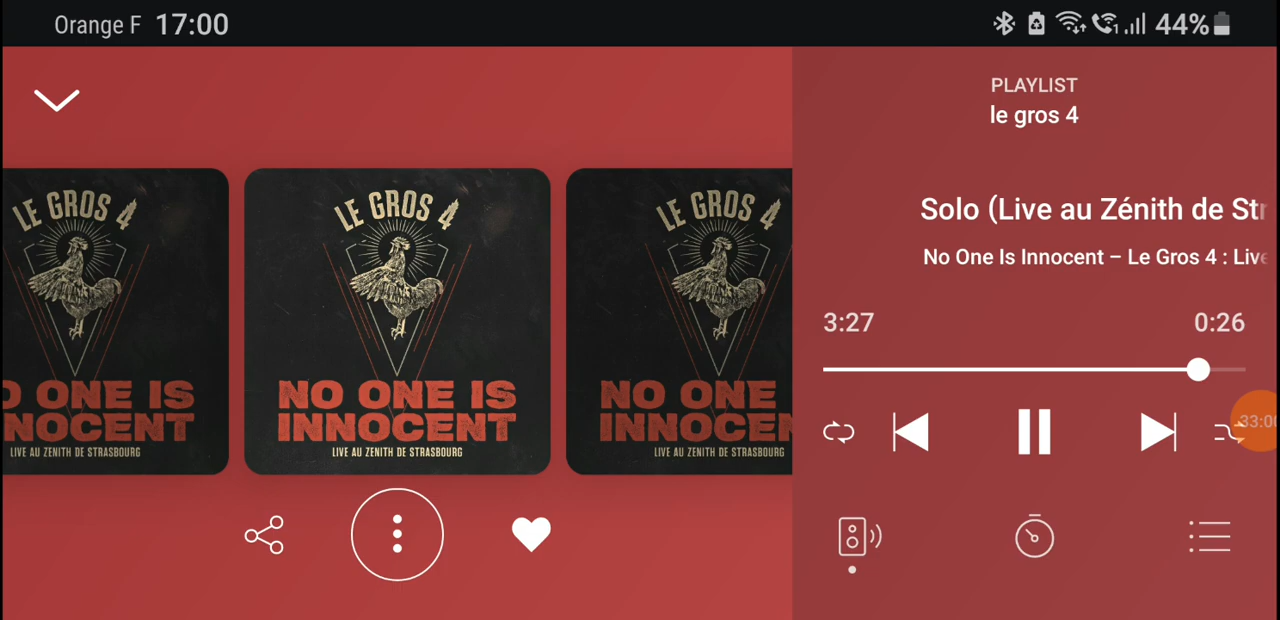 Orange F 17:00
1 44%
PLAYLIST
le gros 4
LE GROS 4
NO ONE IS
INNOCENT
LIVE AU ZENITH DE STRASBOURG
LE GROS 4
NO ONE IS
INNOCENT
LIVE AU ZENITH DE STRASBOURG
LE GROS 4
NO ONE
INNOCEN
LIVE AU ZENITH DE STRASBOURG
Solo (Live au Zénith de Str
No One Is Innocent – Le Gros 4 : Live
3:27 0:26
33:00